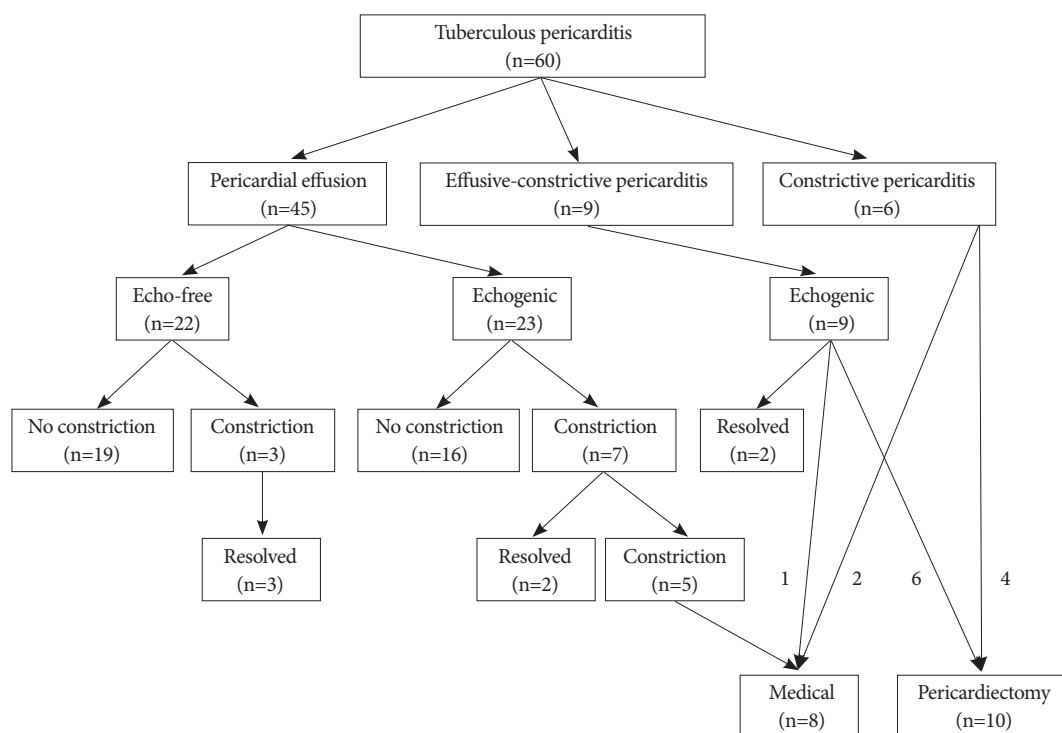 Tuberculous pericarditis
(n=60)
Pericardial effusion
(n=45)
Effusive-constrictive pericarditis
(n=9)
Constrictive pericarditis
(n=6)
Echo-free
(n=22)
Echogenic
(n=23)
Echogenic
(n=9)
No constriction
(n=19)
Constriction
(n=3)
No constriction
(n=16)
Constriction
(n=7)
Resolved
(n=2)
Resolved
(n=3)
Resolved
(n=2)
Constriction
(n=5)
1
2
6
4
Medical
(n=8)
Pericardiectomy
(n=10)